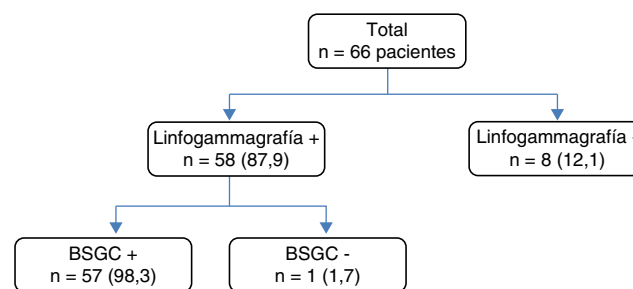 Total
n = 66 pacientes
Linfogammagrafía +
n = 58 (87,9)
Linfogammagrafía -
n = 8 (12,1)
BSGC +
n = 57 (98,3)
BSGC -
n = 1 (1,7)